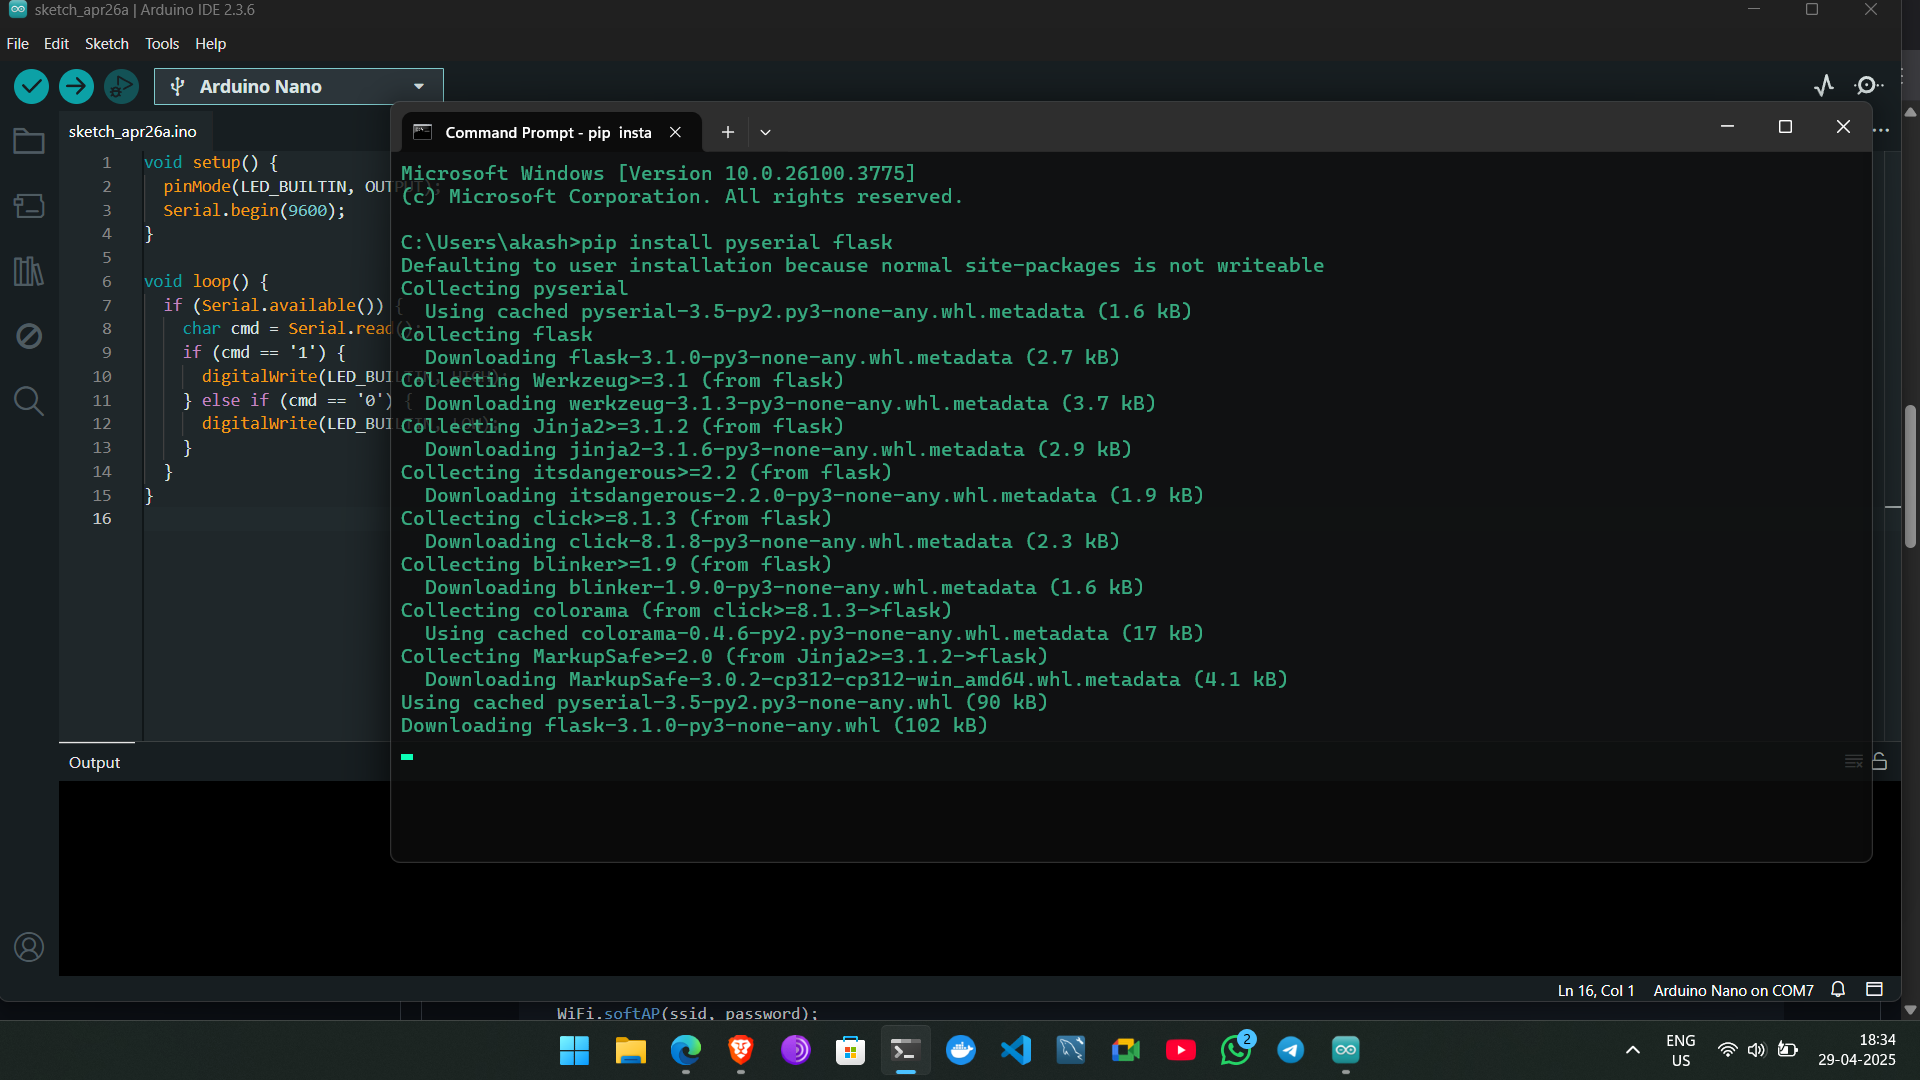 sketch_apr26a | Arduino IDE 2.3.6
File Edit Sketch Tools Help
Arduino Nano
sketch_apr26a.ino
1 void setup() {
2 pinMode(LED_BUILTIN, OUTPUT);
3 Serial.begin(9600);
4 }
5
6 void loop() {
7 if (Serial.available()) {
8 char cmd = Serial.read();
9 if (cmd == '1') {
10 digitalWrite(LED_BUILTIN, HIGH);
11 } else if (cmd == '0') {
12 digitalWrite(LED_BUILTIN, LOW);
13 }
14 }
15 }
16
Command Prompt - pip insta
Microsoft Windows [Version 10.0.26100.3775]
(c) Microsoft Corporation. All rights reserved.
C:\Users\akash>pip install pyserial flask
Defaulting to user installation because normal site-packages is not writeable
Collecting pyserial
Using cached pyserial-3.5-py2.py3-none-any.whl.metadata (1.6 kB)
Collecting flask
Downloading flask-3.1.0-py3-none-any.whl.metadata (2.7 kB)
Collecting Werkzeug>=3.1 (from flask)
Downloading werkzeug-3.1.3-py3-none-any.whl.metadata (3.7 kB)
Collecting Jinja2>=3.1.2 (from flask)
Downloading jinja2-3.1.6-py3-none-any.whl.metadata (2.9 kB)
Collecting itsdangerous>=2.2 (from flask)
Downloading itsdangerous-2.2.0-py3-none-any.whl.metadata (1.9 kB)
Collecting click>=8.1.3 (from flask)
Downloading click-8.1.8-py3-none-any.whl.metadata (2.3 kB)
Collecting blinker>=1.9 (from flask)
Downloading blinker-1.9.0-py3-none-any.whl.metadata (1.6 kB)
Collecting colorama (from click>=8.1.3->flask)
Using cached colorama-0.4.6-py2.py3-none-any.whl.metadata (17 kB)
Collecting MarkupSafe>=2.0 (from Jinja2>=3.1.2->flask)
Downloading MarkupSafe-3.0.2-cp312-cp312-win_amd64.whl.metadata (4.1 kB)
Using cached pyserial-3.5-py2.py3-none-any.whl (90 kB)
Downloading flask-3.1.0-py3-none-any.whl (102 kB)
Output
Ln 16, Col 1 Arduino Nano on COM7
WiFi.softAP(ssid, password);
2
ENG
US
18:34
29-04-2025